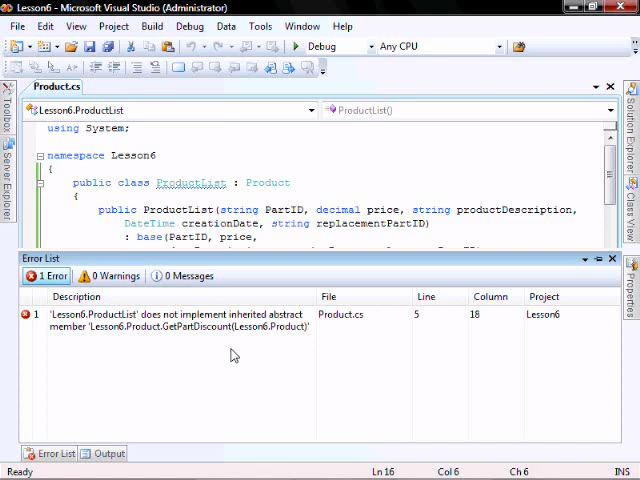 Lesson6 - Microsoft Visual Studio (Administrator)
File Edit View Project Build Debug Data Tools Window Help
Debug Any CPU
Product.cs
Lesson6.ProductList ProductList()
using System;
namespace Lesson6
{
public class ProductList : Product
{
public ProductList(string PartID, decimal price, string productDescription,
DateTime creationDate, string replacementPartID)
: base(PartID, price,
Error List
1 Error 0 Warnings 0 Messages
Description File Line Column Project
1 'Lesson6.ProductList' does not implement inherited abstract Product.cs 5 18 Lesson6
member 'Lesson6.Product.GetPartDiscount(Lesson6.Product)'
Error List Output
Ready Ln 16 Col 6 Ch 6 INS
Toolbox
Server Explorer
Solution Explorer
Class View
Properties